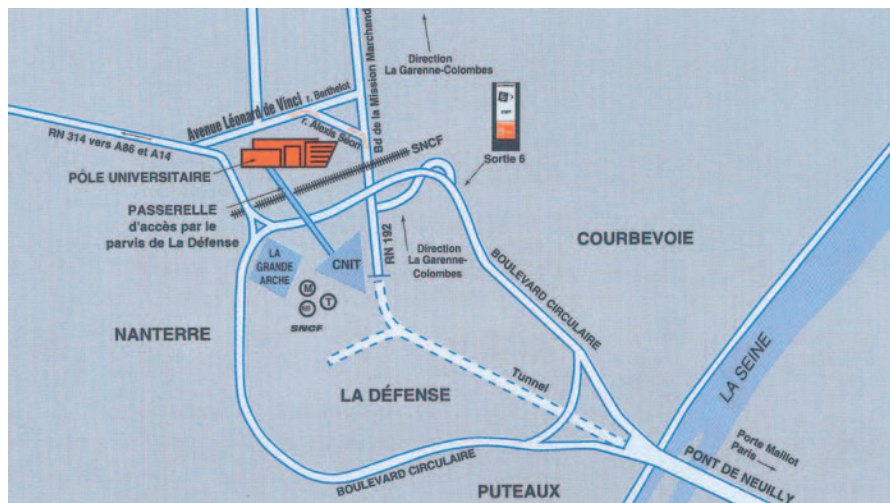 Direction
La Garenne-Colombes
Bd de la Mission Marchand
Avenue Léonard de Vinci
r. Berthelot
r. Alexis Séon
RN 314 vers A86 et A14
SNCF
Sortie 6
PÔLE UNIVERSITAIRE
PASSERELLE
d'accès par le
parvis de La Défense
RN 192
COURBEVOIE
Direction
La Garenne-
Colombes
LA
GRANDE
ARCHE
CNIT
BOULEVARD CIRCULAIRE
M
T
SNCF
NANTERRE
LA SEINE
Tunnel
LA DÉFENSE
Porte Maillot
Paris
PONT DE NEUILLY
BOULEVARD CIRCULAIRE
PUTEAUX